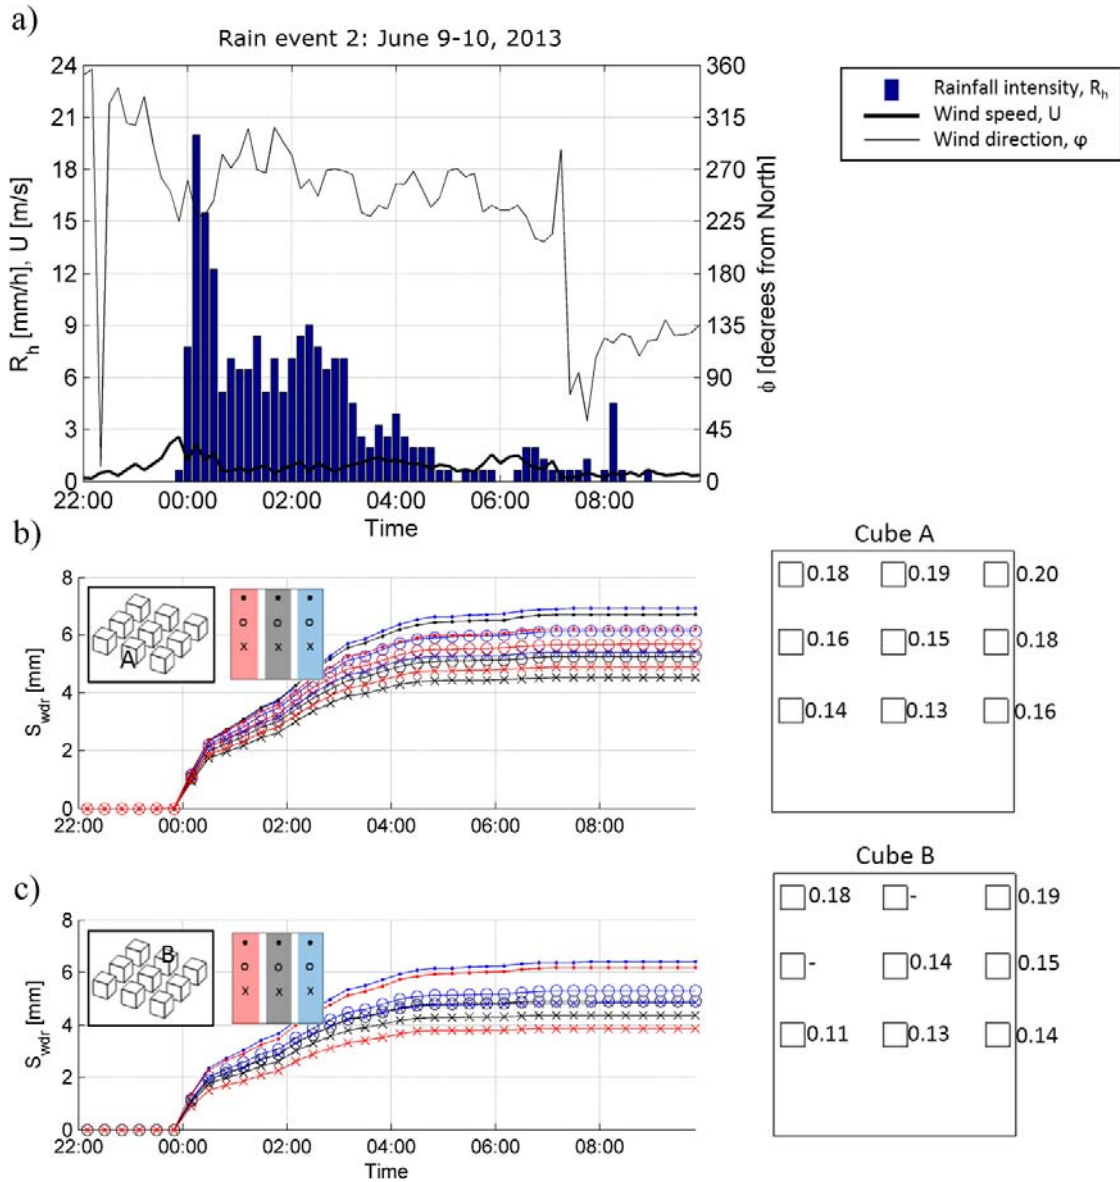 a)
Rain event 2: June 9-10, 2013
24
21
18
15
12
9
6
3
0
R_h [mm/h], U [m/s]
360
315
270
225
180
135
90
45
0
ϕ [degrees from North]
22:00 00:00 02:00 04:00 06:00 08:00
Time
Rainfall intensity, R_h
Wind speed, U
Wind direction, φ
b)
8
6
4
2
0
S_wdr [mm]
A
22:00 00:00 02:00 04:00 06:00 08:00
Cube A
0.18 0.19 0.20
0.16 0.15 0.18
0.14 0.13 0.16
c)
8
6
4
2
0
S_wdr [mm]
B
22:00 00:00 02:00 04:00 06:00 08:00
Time
Cube B
0.18 - 0.19
- 0.14 0.15
0.11 0.13 0.14